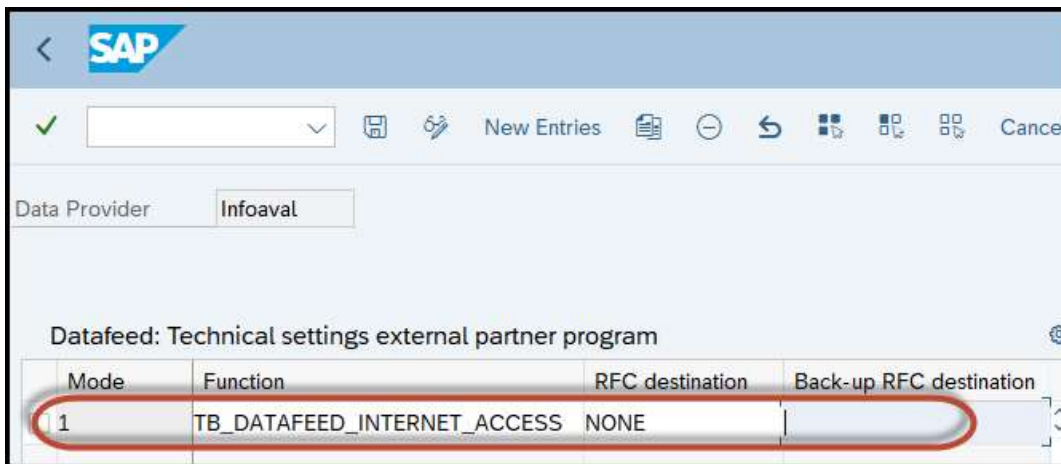 SAP
New Entries Cance
Data Provider Infoaval
Datafeed: Technical settings external partner program
Mode Function RFC destination Back-up RFC destination
1 TB_DATAFEED_INTERNET_ACCESS NONE